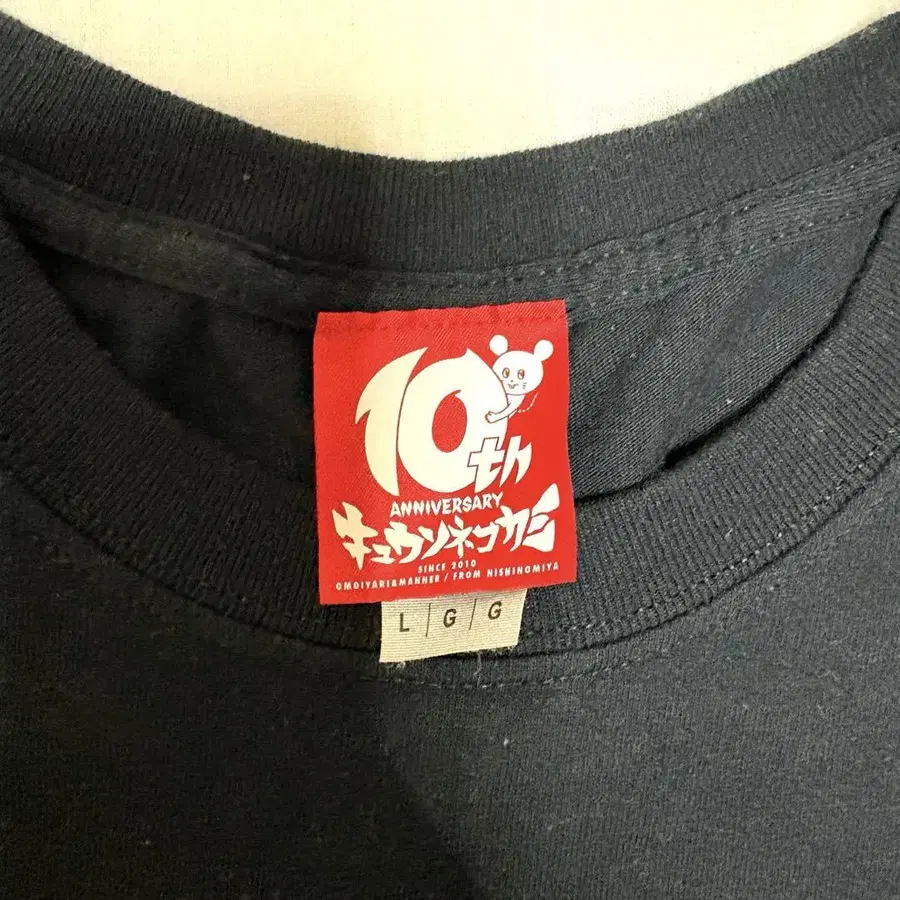 10th
ANNIVERSARY
キュウソネコカミ
SINCE 2010
OMOIYARI&MANNER / FROM NISHINOMIYA
L | G | G